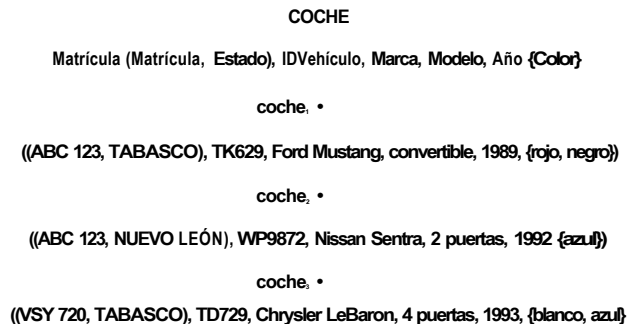 COCHE
Matrícula (Matrícula, Estado), IDVehículo, Marca, Modelo, Año {Color}
coche₁ •
((ABC 123, TABASCO), TK629, Ford Mustang, convertible, 1989, {rojo, negro})
coche₂ •
((ABC 123, NUEVO LEÓN), WP9872, Nissan Sentra, 2 puertas, 1992 {azul})
coche₃ •
((VSY 720, TABASCO), TD729, Chrysler LeBaron, 4 puertas, 1993, {blanco, azul}